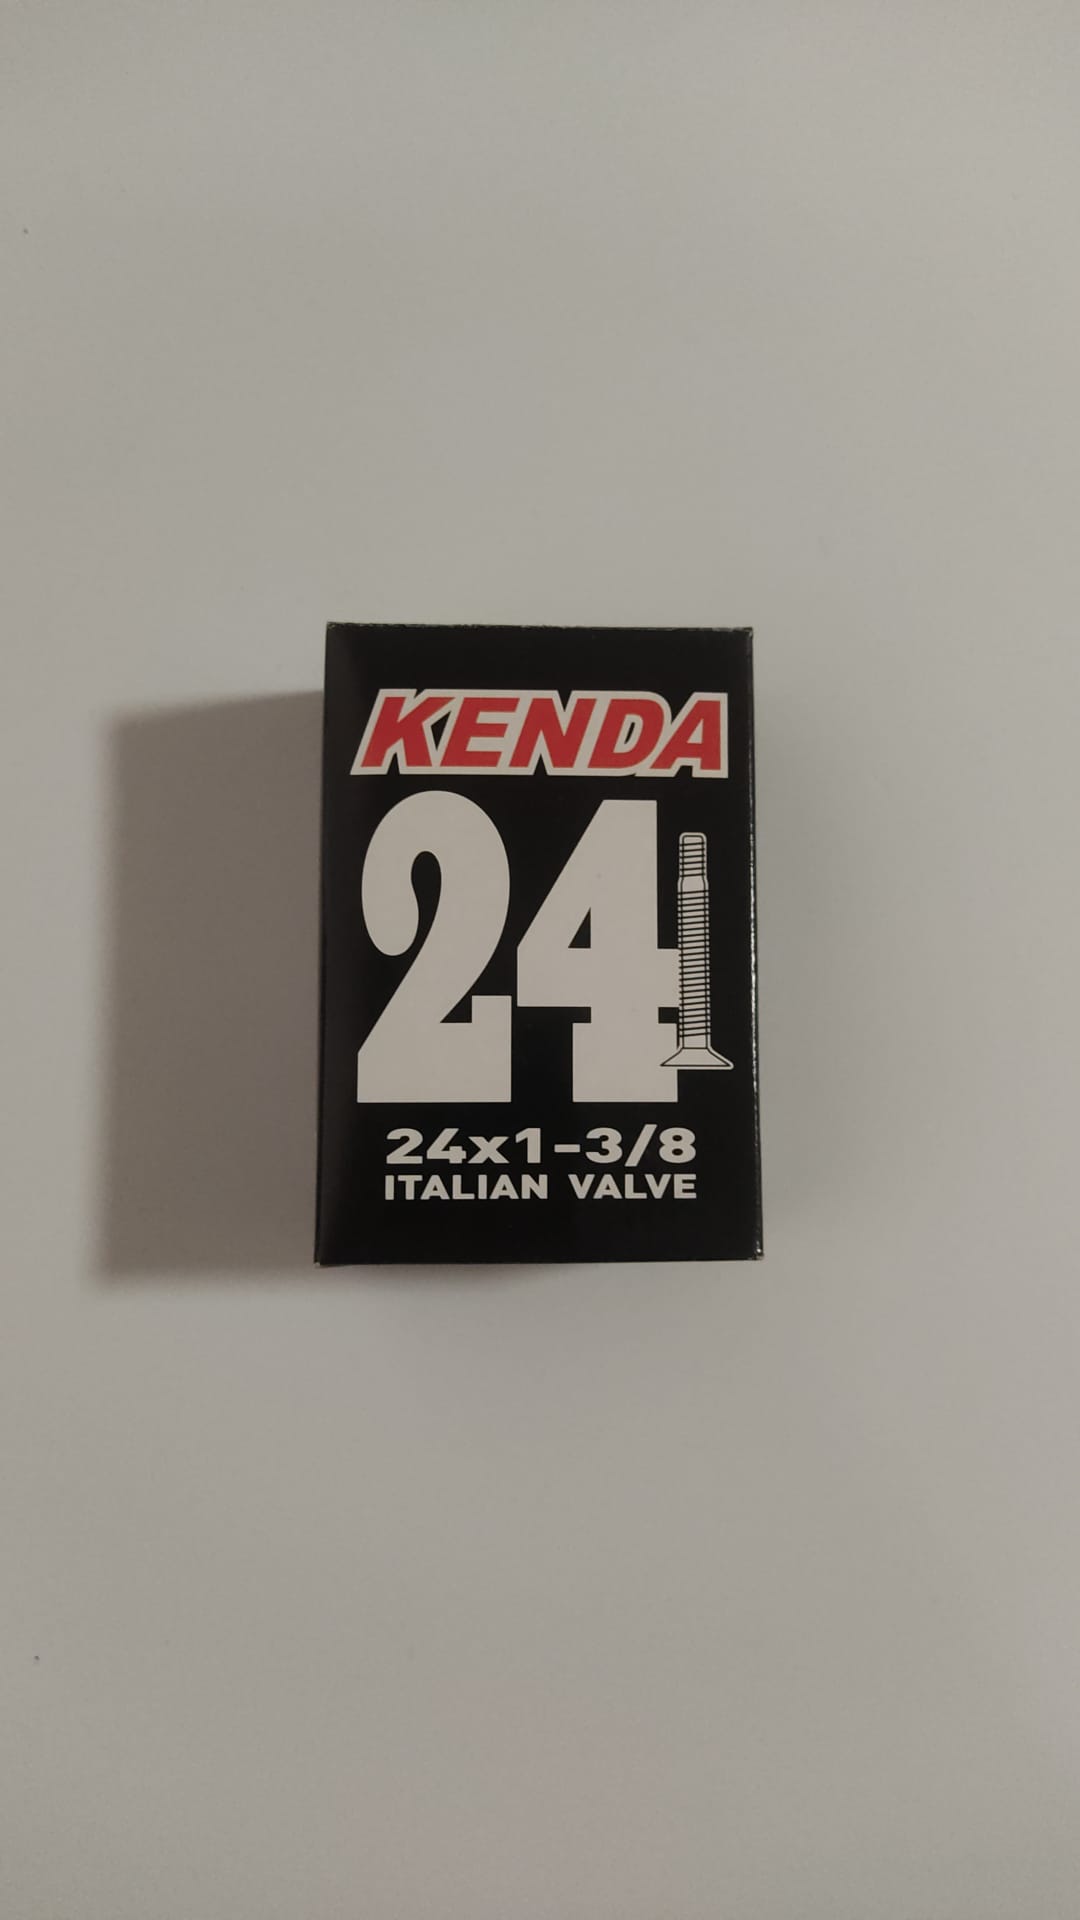 KENDA
24
24x1-3/8
ITALIAN VALVE